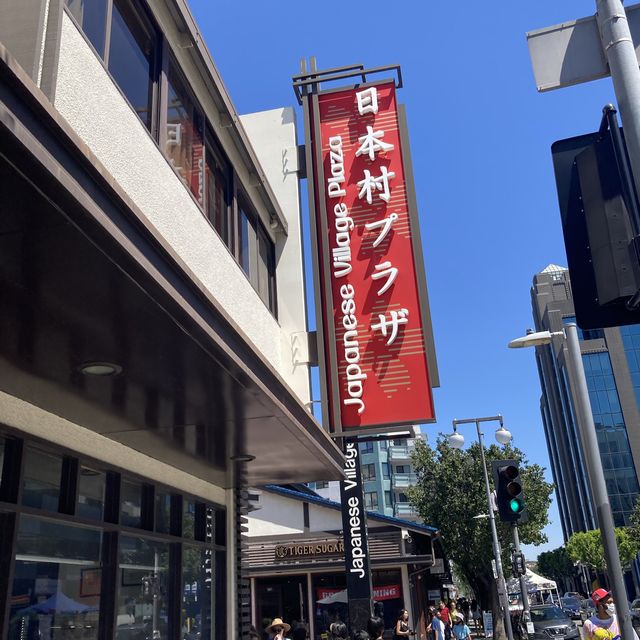 日本村プラザ
Japanese Village Plaza
Japanese Village
TIGER SUGAR